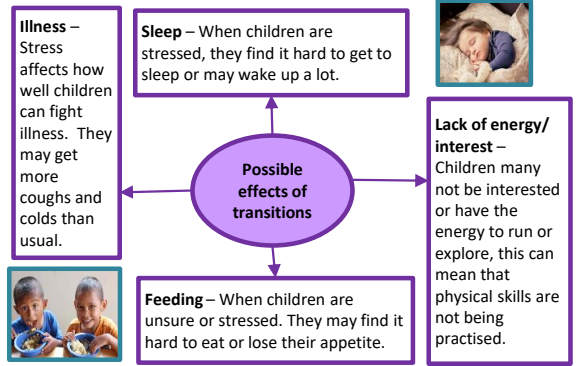 Illness –
Stress
affects how
well children
can fight
illness.  They
may get
more
coughs and
colds than
usual.
Sleep – When children are
stressed, they find it hard to get to
sleep or may wake up a lot.
Possible
effects of
transitions
Lack of energy/
interest –
Children many
not be interested
or have the
energy to run or
explore, this can
mean that
physical skills are
not being
practised.
Feeding – When children are
unsure or stressed. They may find it
hard to eat or lose their appetite.